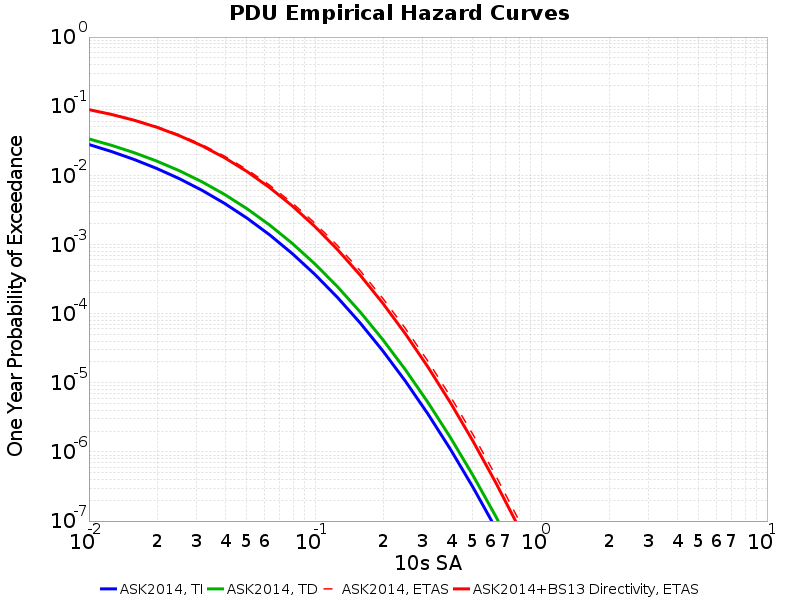 PDU Empirical Hazard Curves
One Year Probability of Exceedance
10^0
10^-1
10^-2
10^-3
10^-4
10^-5
10^-6
10^-7
10^-2 2 3 4 5 6 10^-1 2 3 4 5 6 7 10^0 2 3 4 5 6 7 10^1
10s SA
ASK2014, TI ASK2014, TD ASK2014, ETAS ASK2014+BS13 Directivity, ETAS